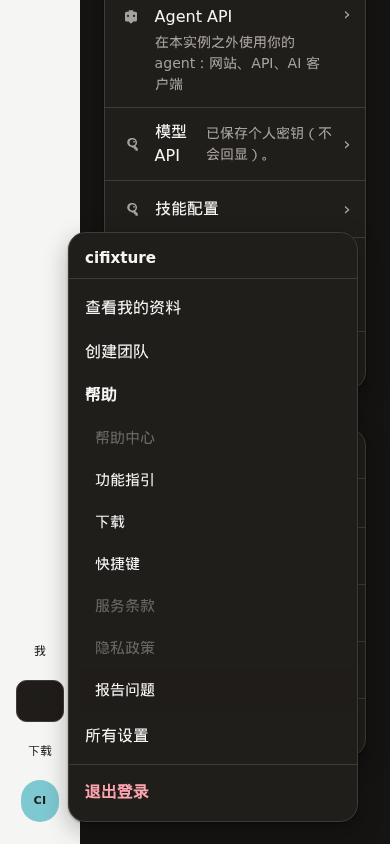 Agent API
在本实例之外使用你的
agent：网站、API、AI 客
户端
模型
API
已保存个人密钥（不
会回显）。
技能配置
cifixture
查看我的资料
创建团队
帮助
帮助中心
功能指引
下载
快捷键
服务条款
隐私政策
报告问题
所有设置
退出登录
我
下载
CI